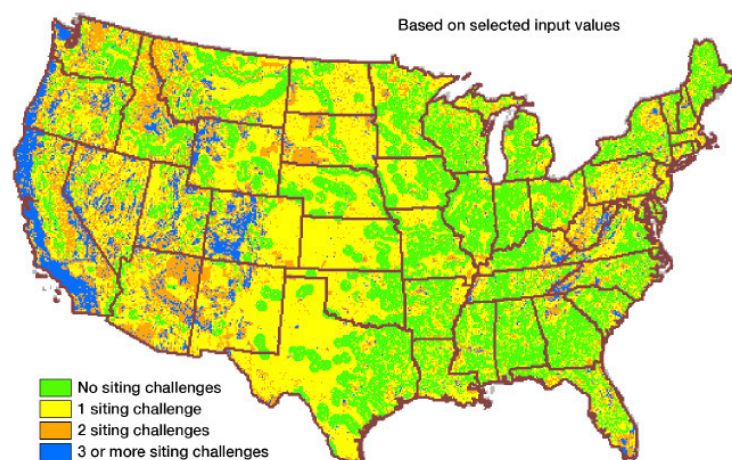 Based on selected input values
No siting challenges
1 siting challenge
2 siting challenges
3 or more siting challenges